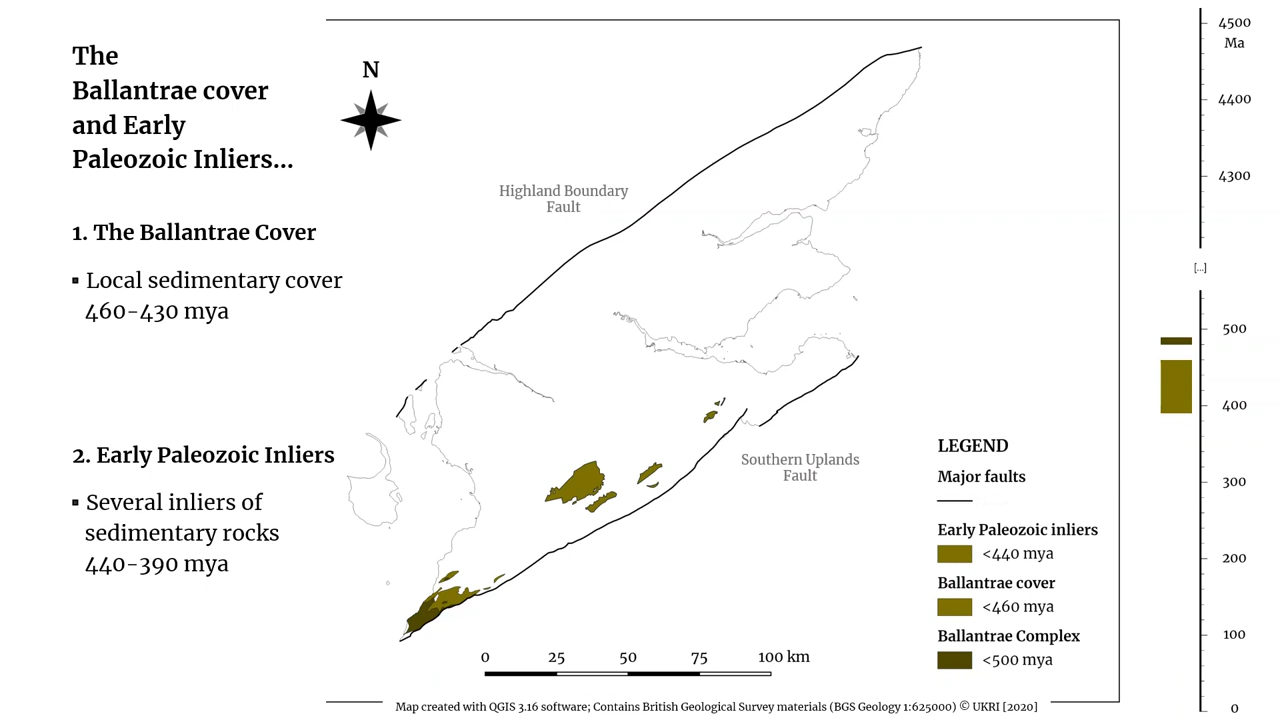 The
Ballantrae cover
and Early
Paleozoic Inliers...
1. The Ballantrae Cover
▪ Local sedimentary cover
460-430 mya
2. Early Paleozoic Inliers
▪ Several inliers of
sedimentary rocks
440-390 mya
N
Highland Boundary
Fault
Southern Uplands
Fault
LEGEND
Major faults
Early Paleozoic inliers
<440 mya
Ballantrae cover
<460 mya
Ballantrae Complex
<500 mya
0 25 50 75 100 km
Map created with QGIS 3.16 software; Contains British Geological Survey materials (BGS Geology 1:625000) © UKRI [2020]
4500
Ma
4400
4300
[...]
500
400
300
200
100
0